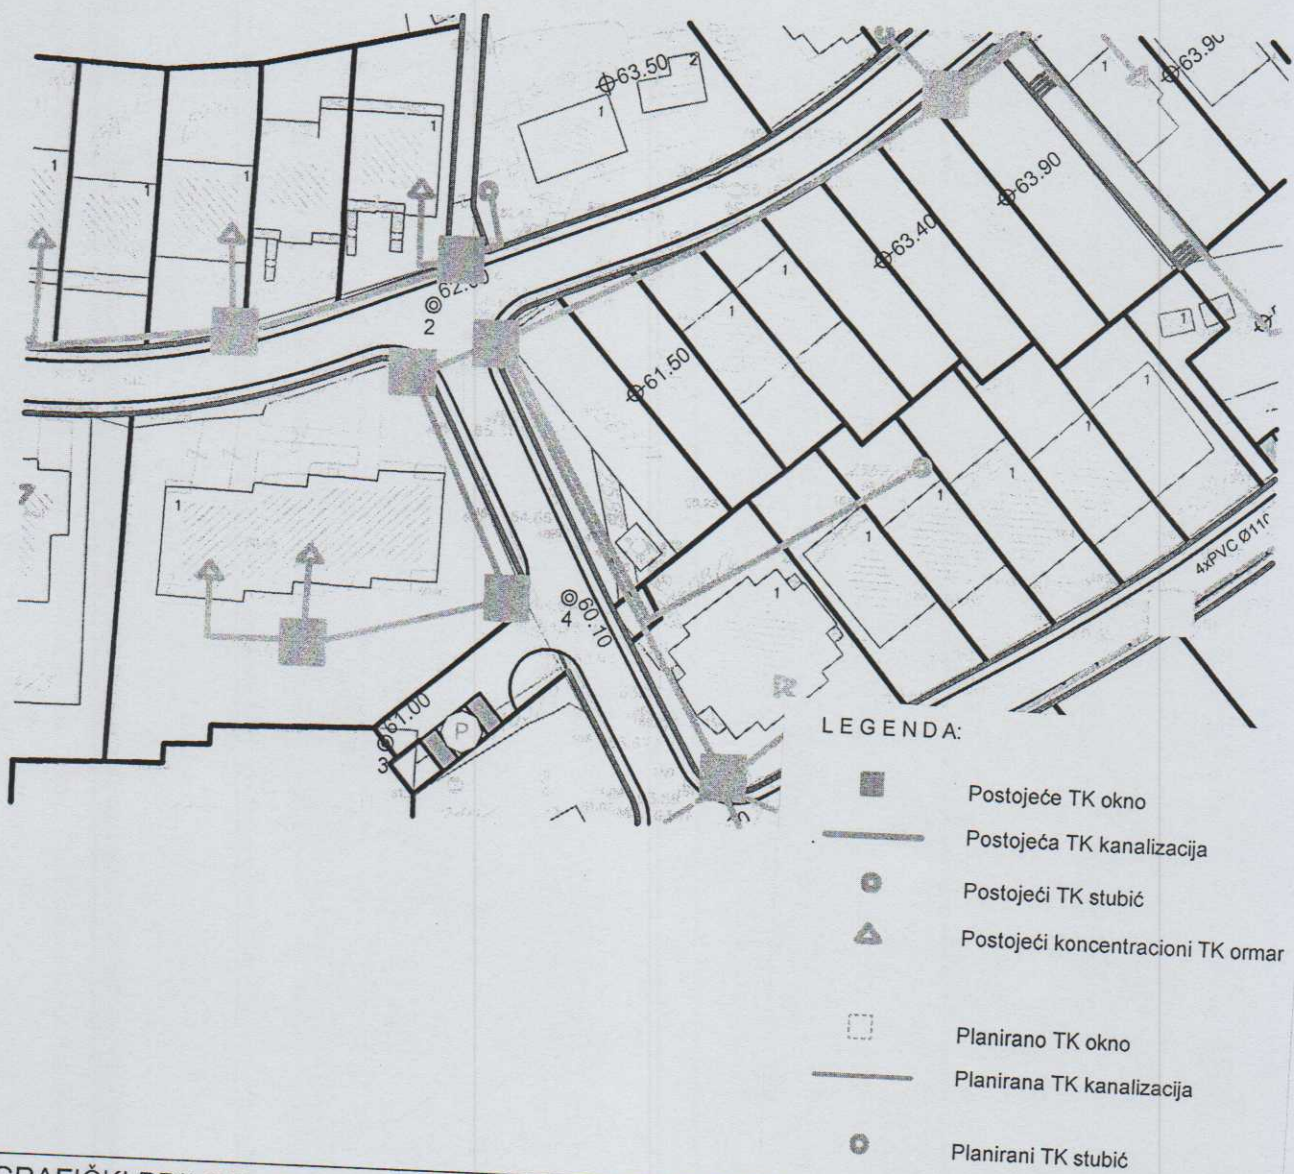 63.50
2
1
63.90
1
1
1
1
1
63.90
63.40
1
2
1
1
1
61.50
1
1
1
1
1
1
60.10
4
4xPVC Ø110
1
61.00
3
P
LEGENDA:
Postojeće TK okno
Postojeća TK kanalizacija
Postojeći TK stubić
Postojeći koncentracioni TK ormar
Planirano TK okno
Planirana TK kanalizacija
Planirani TK stubić